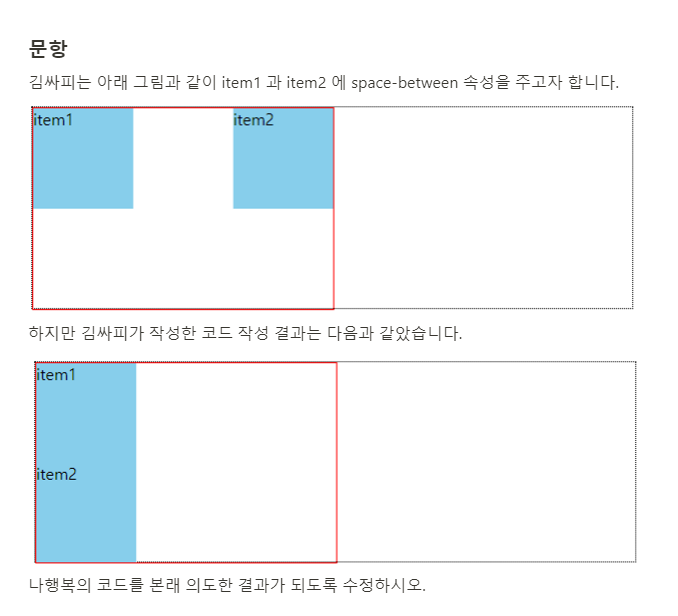 문항
김싸피는 아래 그림과 같이 item1 과 item2 에 space-between 속성을 주고자 합니다.
item1 item2
하지만 김싸피가 작성한 코드 작성 결과는 다음과 같았습니다.
item1
item2
나행복의 코드를 본래 의도한 결과가 되도록 수정하시오.